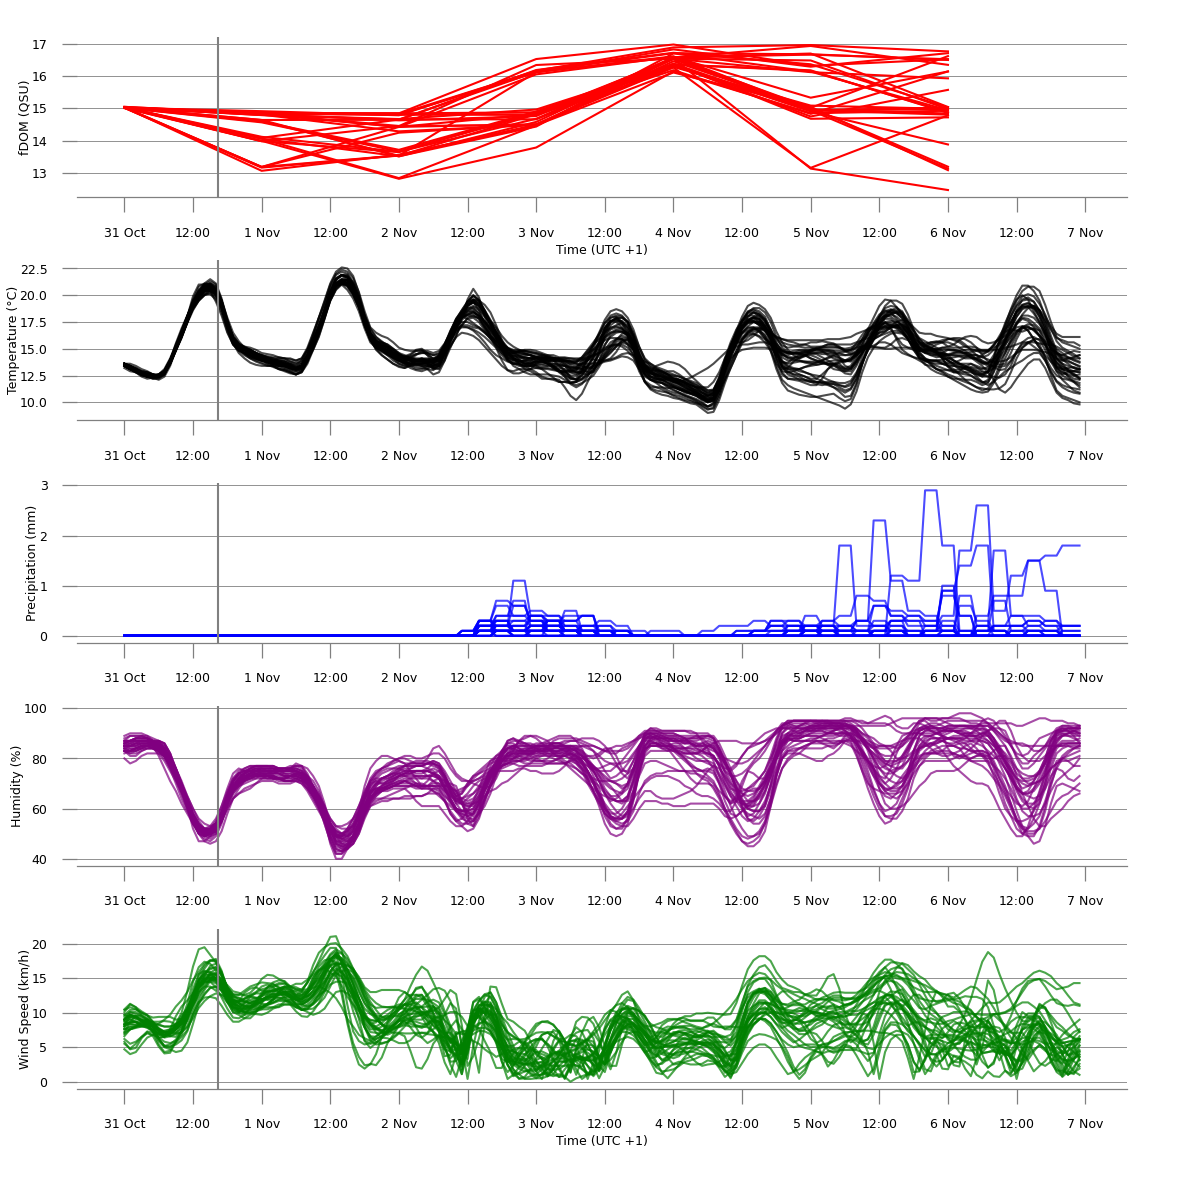 fDOM (QSU)
17
16
15
14
13
31 Oct 12:00 1 Nov 12:00 2 Nov 12:00 3 Nov 12:00 4 Nov 12:00 5 Nov 12:00 6 Nov 12:00 7 Nov
Time (UTC +1)
Temperature (°C)
22.5
20.0
17.5
15.0
12.5
10.0
31 Oct 12:00 1 Nov 12:00 2 Nov 12:00 3 Nov 12:00 4 Nov 12:00 5 Nov 12:00 6 Nov 12:00 7 Nov
Precipitation (mm)
3
2
1
0
31 Oct 12:00 1 Nov 12:00 2 Nov 12:00 3 Nov 12:00 4 Nov 12:00 5 Nov 12:00 6 Nov 12:00 7 Nov
Humidity (%)
100
80
60
40
31 Oct 12:00 1 Nov 12:00 2 Nov 12:00 3 Nov 12:00 4 Nov 12:00 5 Nov 12:00 6 Nov 12:00 7 Nov
Wind Speed (km/h)
20
15
10
5
0
31 Oct 12:00 1 Nov 12:00 2 Nov 12:00 3 Nov 12:00 4 Nov 12:00 5 Nov 12:00 6 Nov 12:00 7 Nov
Time (UTC +1)